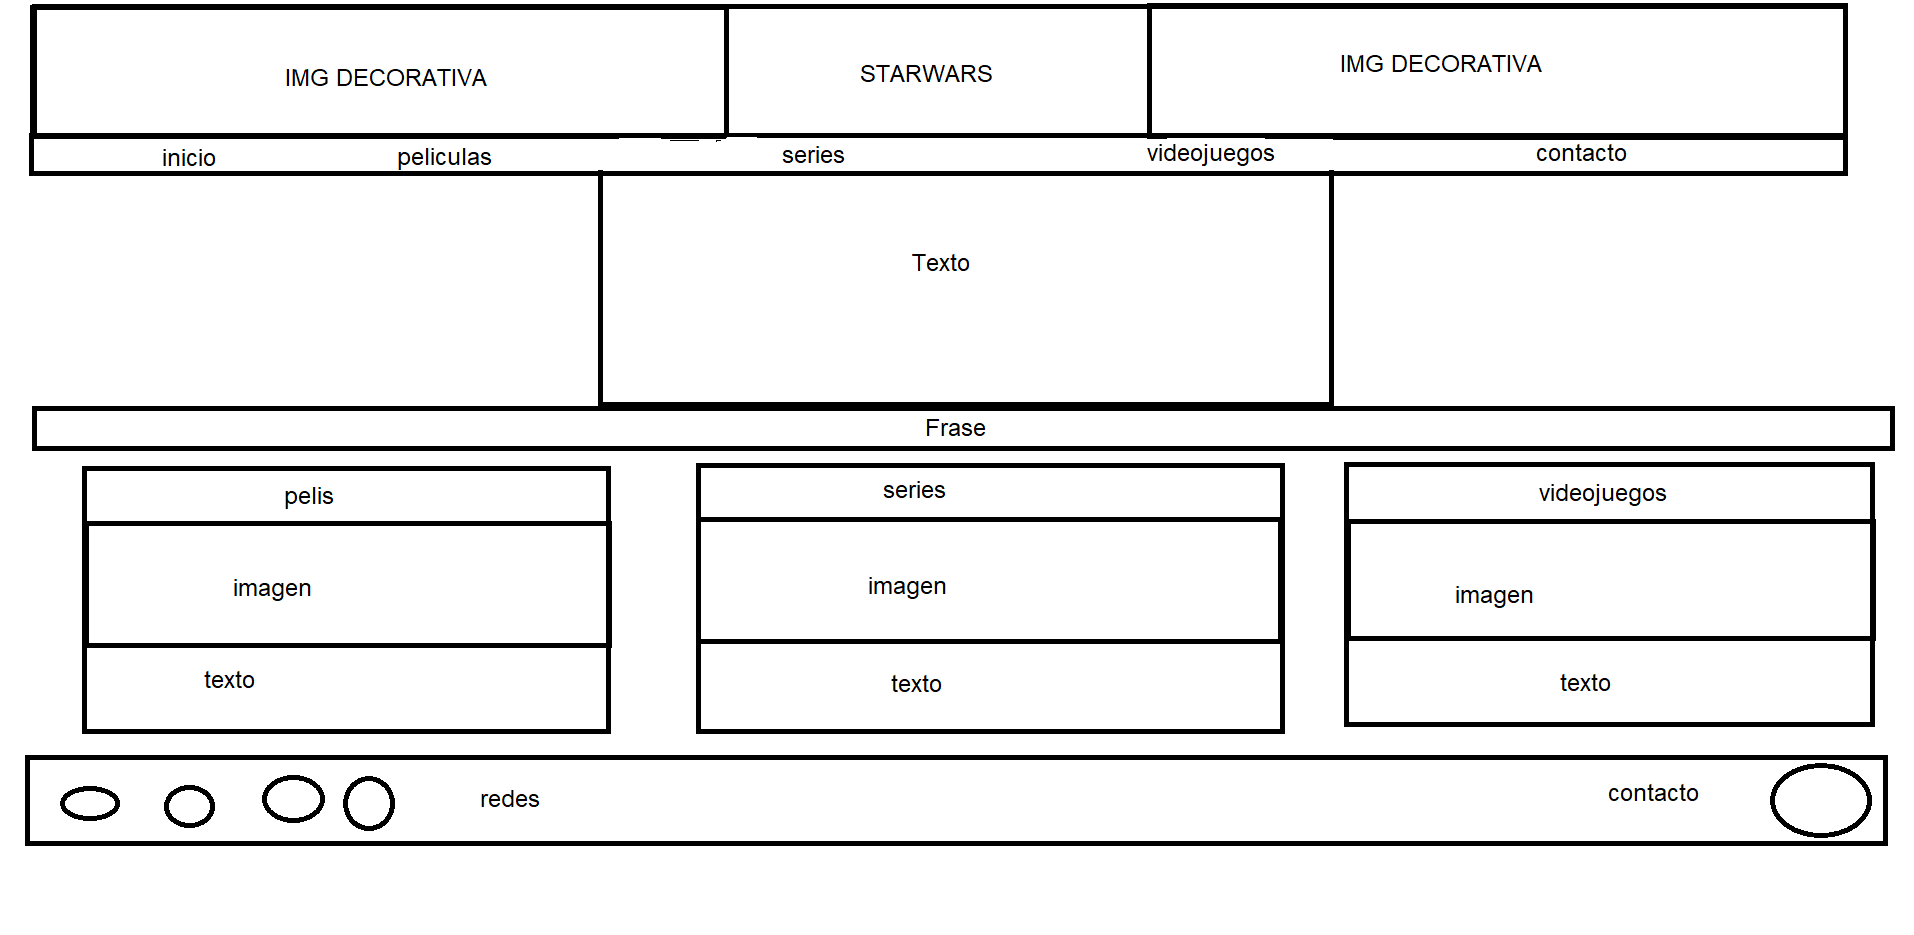 IMG DECORATIVA
STARWARS
IMG DECORATIVA
inicio
peliculas
series
videojuegos
contacto
Texto
Frase
pelis
imagen
texto
series
imagen
texto
videojuegos
imagen
texto
redes
contacto